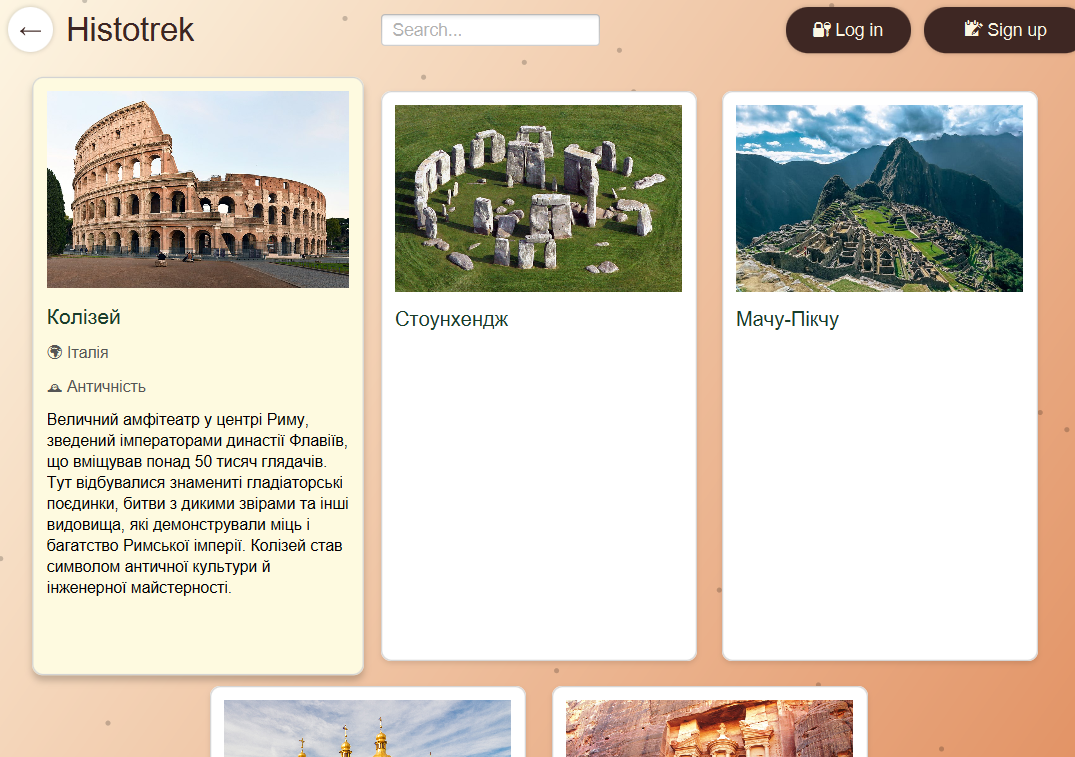 ← Histotrek
Search...
Log in
Sign up
Колізей
Італія
Античність
Величний амфітеатр у центрі Риму,
зведений імператорами династії Флавіїв,
що вміщував понад 50 тисяч глядачів.
Тут відбувалися знамениті гладіаторські
поєдинки, битви з дикими звірами та інші
видовища, які демонстрували міць і
багатство Римської імперії. Колізей став
символом античної культури й
інженерної майстерності.
Стоунхендж
Мачу-Пікчу